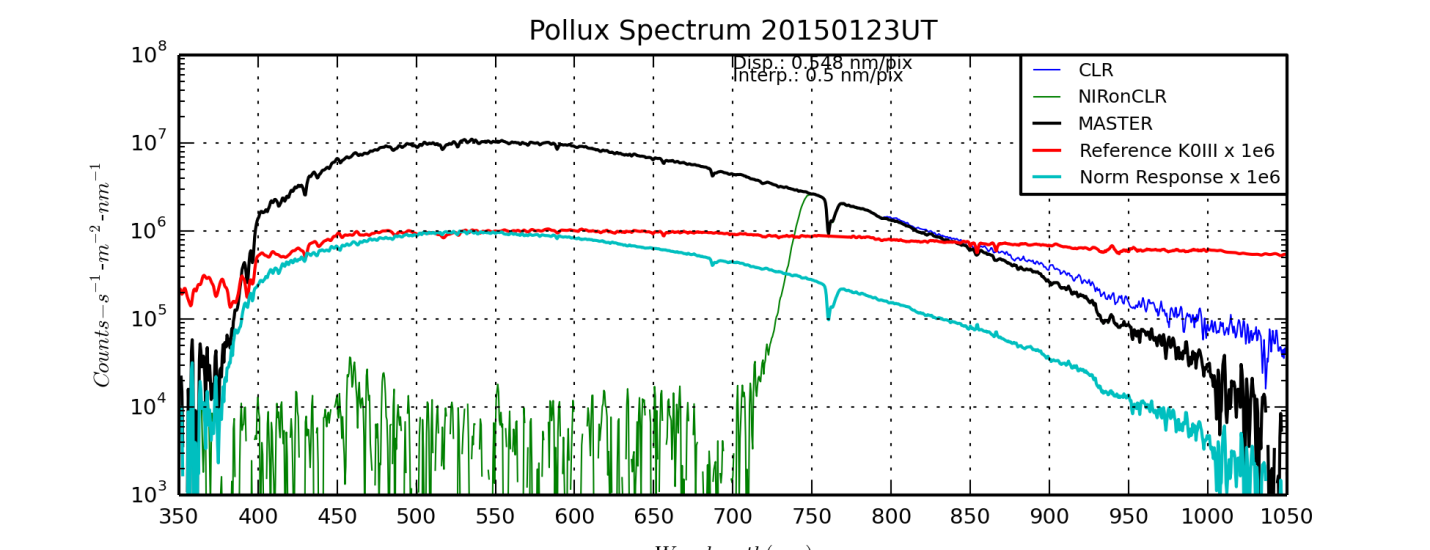 Pollux Spectrum 20150123UT
Disp.: 0.548 nm/pix
Interp.: 0.5 nm/pix
CLR
NIRonCLR
MASTER
Reference K0III x 1e6
Norm Response x 1e6
10^8
10^7
10^6
10^5
10^4
10^3
Counts-s^-1-m^-2-nm^-1
350 400 450 500 550 600 650 700 750 800 850 900 950 1000 1050